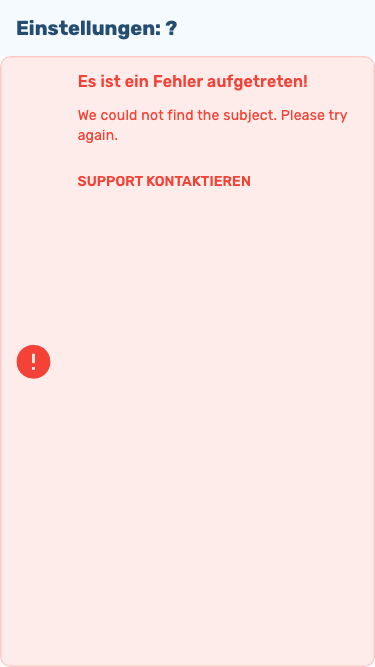 Einstellungen: ?
Es ist ein Fehler aufgetreten!
We could not find the subject. Please try
again.
SUPPORT KONTAKTIEREN